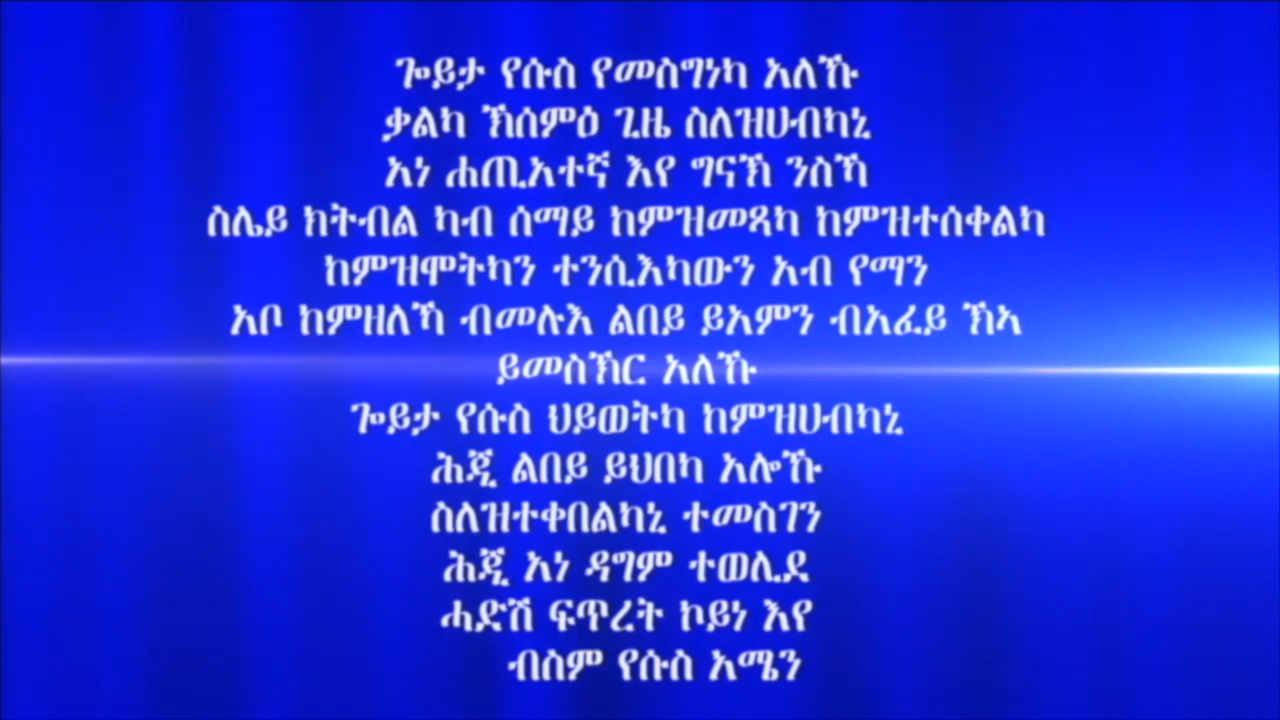 ጐይታ የሱስ የመስግነካ አለኹ
ቃልካ ኽሰምዕ ጊዜ ስለዝሀብካኒ
አነ ሐጢአተኛ እየ ግናኽ ንስኻ
ስሌይ ክትብል ካብ ሰማይ ከምዝመጻካ ከምዝተሰቀልካ
ከምዝሞትካን ተንሲእካውን አብ የማን
አቦ ከምዘለኻ ብመሉእ ልበይ ይአምን ብአፈይ ኽኣ
ይመስኽር አለኹ
ጐይታ የሱስ ህይወትካ ከምዝሀብካኒ
ሕጂ ልበይ ይህበካ አሎኹ
ስለዝተቀበልካኒ ተመስገን
ሕጂ አነ ዳግም ተወሊደ
ሓድሽ ፍጥረት ኮይነ እየ
ብስም የሱስ አሜን